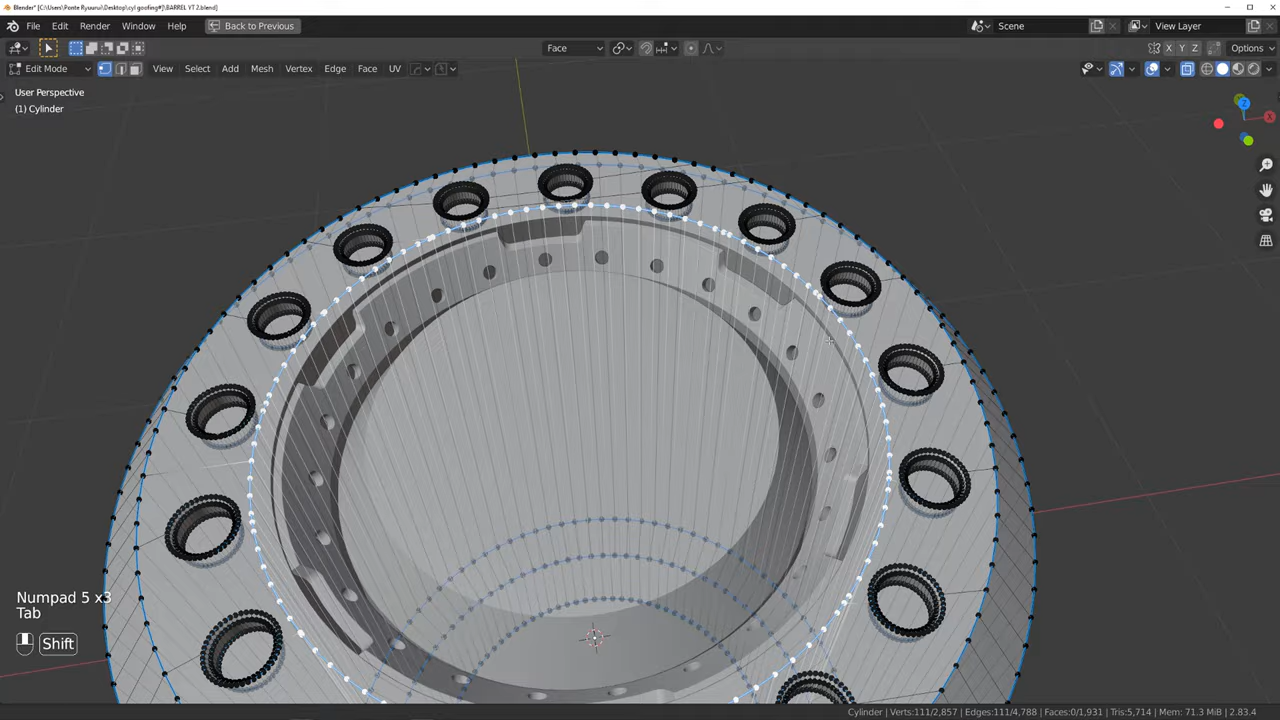 Blender* [C:\Users\Ponte Ryuurui\Desktop\cyl goofing#\BARREL YT 2.blend]
File Edit Render Window Help Back to Previous Scene View Layer
Face X Y Z Options
Edit Mode View Select Add Mesh Vertex Edge Face UV
User Perspective
(1) Cylinder
Z
X
Numpad 5 x3
Tab
Shift
Cylinder | Verts:111/2,857 | Edges:111/4,788 | Faces:0/1,931 | Tris:5,714 | Mem: 71.3 MiB | 2.83.4